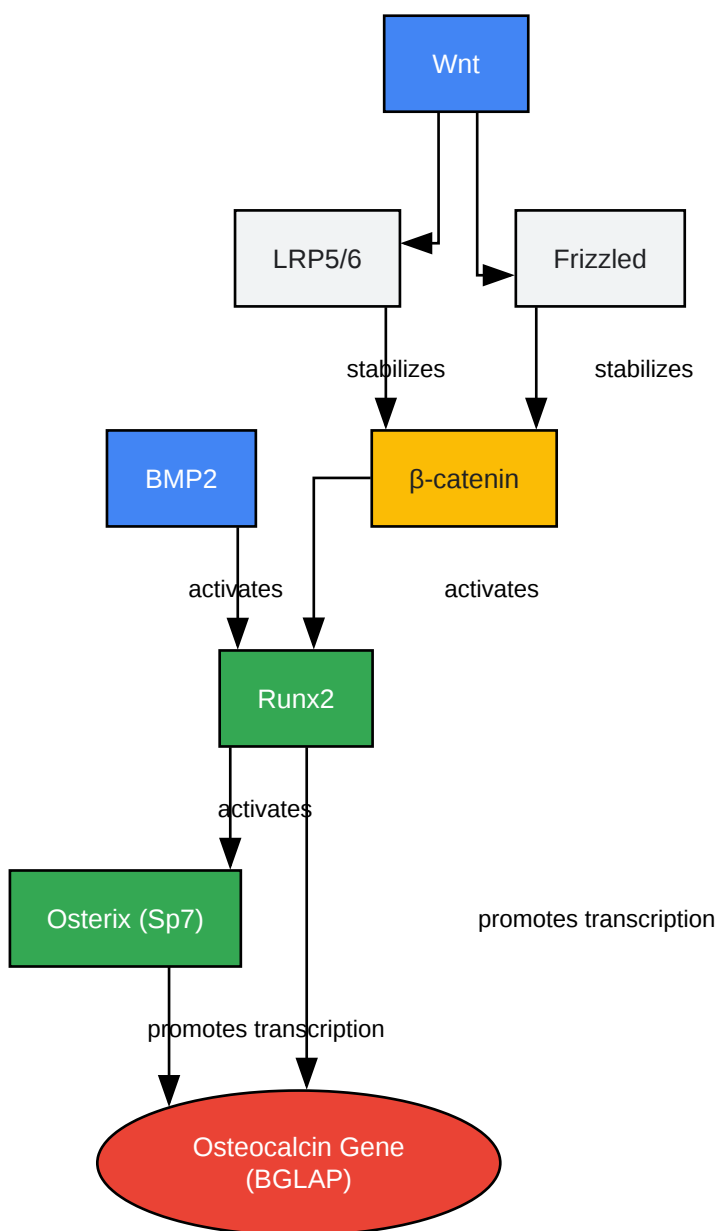 Wnt
LRP5/6
Frizzled
stabilizes
stabilizes
BMP2
β-catenin
activates
activates
Runx2
activates
Osterix (Sp7)
promotes transcription
promotes transcription
Osteocalcin Gene
(BGLAP)